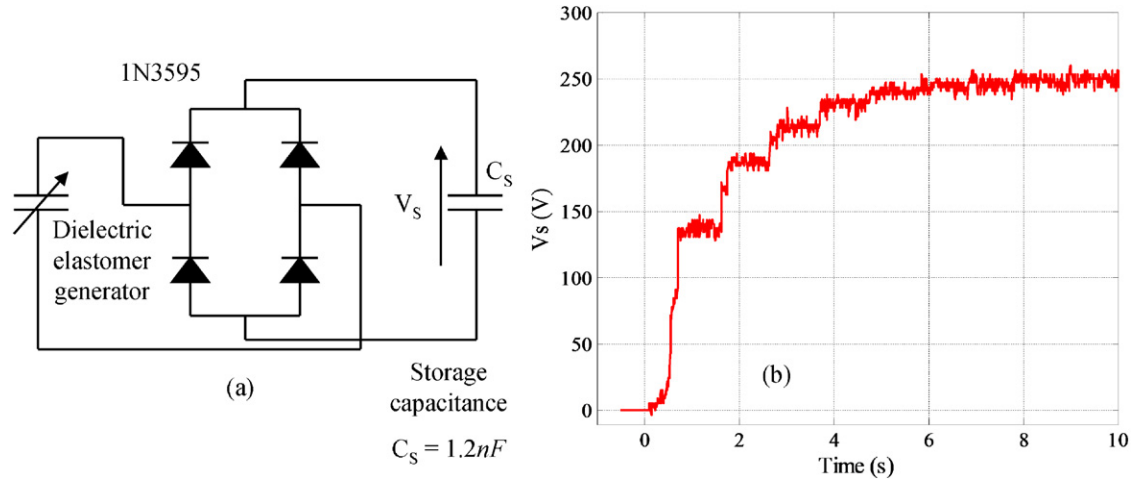 1N3595
Dielectric
elastomer
generator
V_S
C_S
(a)
Storage
capacitance
C_S = 1.2nF
300
250
200
150
100
50
0
Vs (V)
0 2 4 6 8 10
Time (s)
(b)